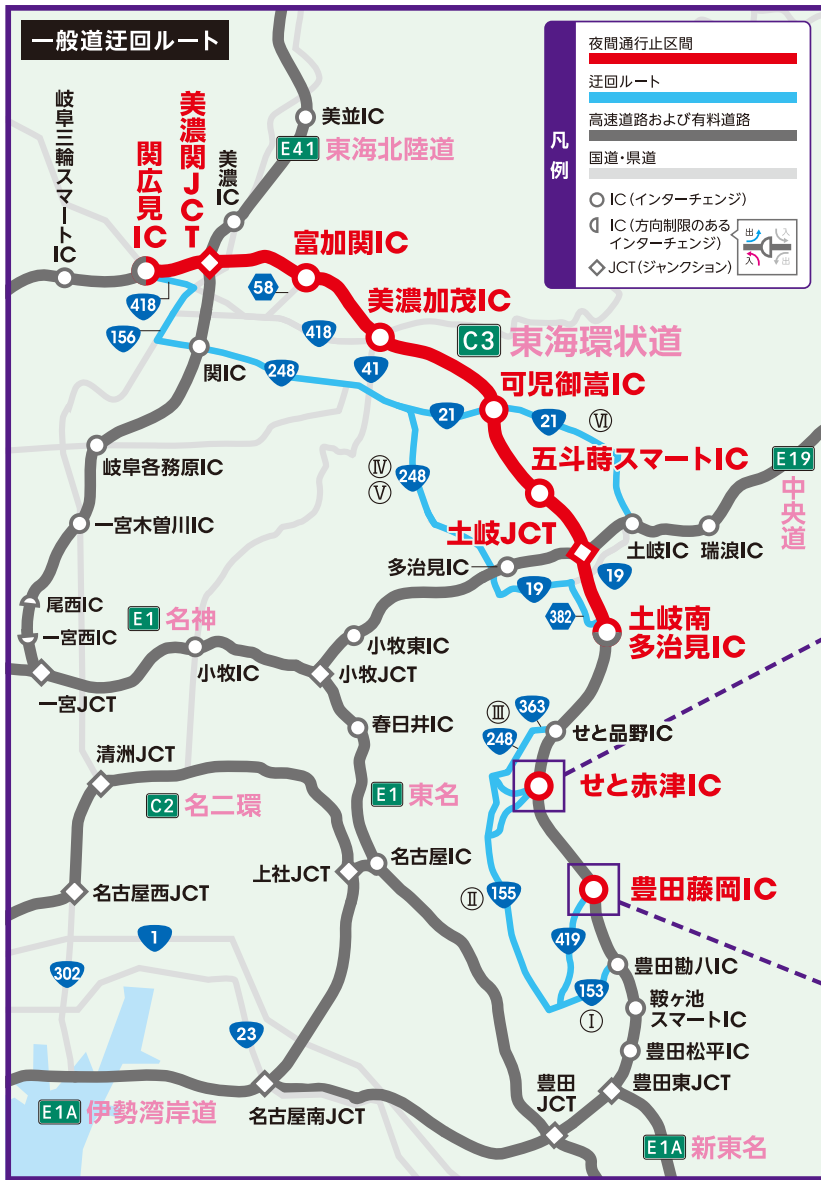 一般道迂回ルート
凡例
夜間通行止区間
迂回ルート
高速道路および有料道路
国道・県道
IC(インターチェンジ)
IC(方向制限のある
インターチェンジ)
出
入
入
出
JCT(ジャンクション)
岐阜三輪スマートIC
関広見IC
美濃関JCT
美濃IC
美並IC
E41 東海北陸道
富加関IC
58
418
156
418
美濃加茂IC
C3 東海環状道
関IC
248
41
可児御嵩IC
21
21
Ⅵ
Ⅳ
Ⅴ
248
五斗蒔スマートIC
E19
中央道
岐阜各務原IC
土岐JCT
一宮木曽川IC
多治見IC
土岐IC
瑞浪IC
19
19
382
土岐南
多治見IC
尾西IC
一宮西IC
E1 名神
小牧東IC
小牧IC
小牧JCT
一宮JCT
春日井IC
Ⅲ
363
248
せと品野IC
清洲JCT
せと赤津IC
C2 名二環
E1 東名
名古屋IC
上社JCT
名古屋西JCT
Ⅱ
155
豊田藤岡IC
1
419
302
豊田勘八IC
153
Ⅰ
鞍ヶ池
スマートIC
23
豊田松平IC
豊田
JCT
豊田東JCT
E1A 伊勢湾岸道
名古屋南JCT
E1A 新東名